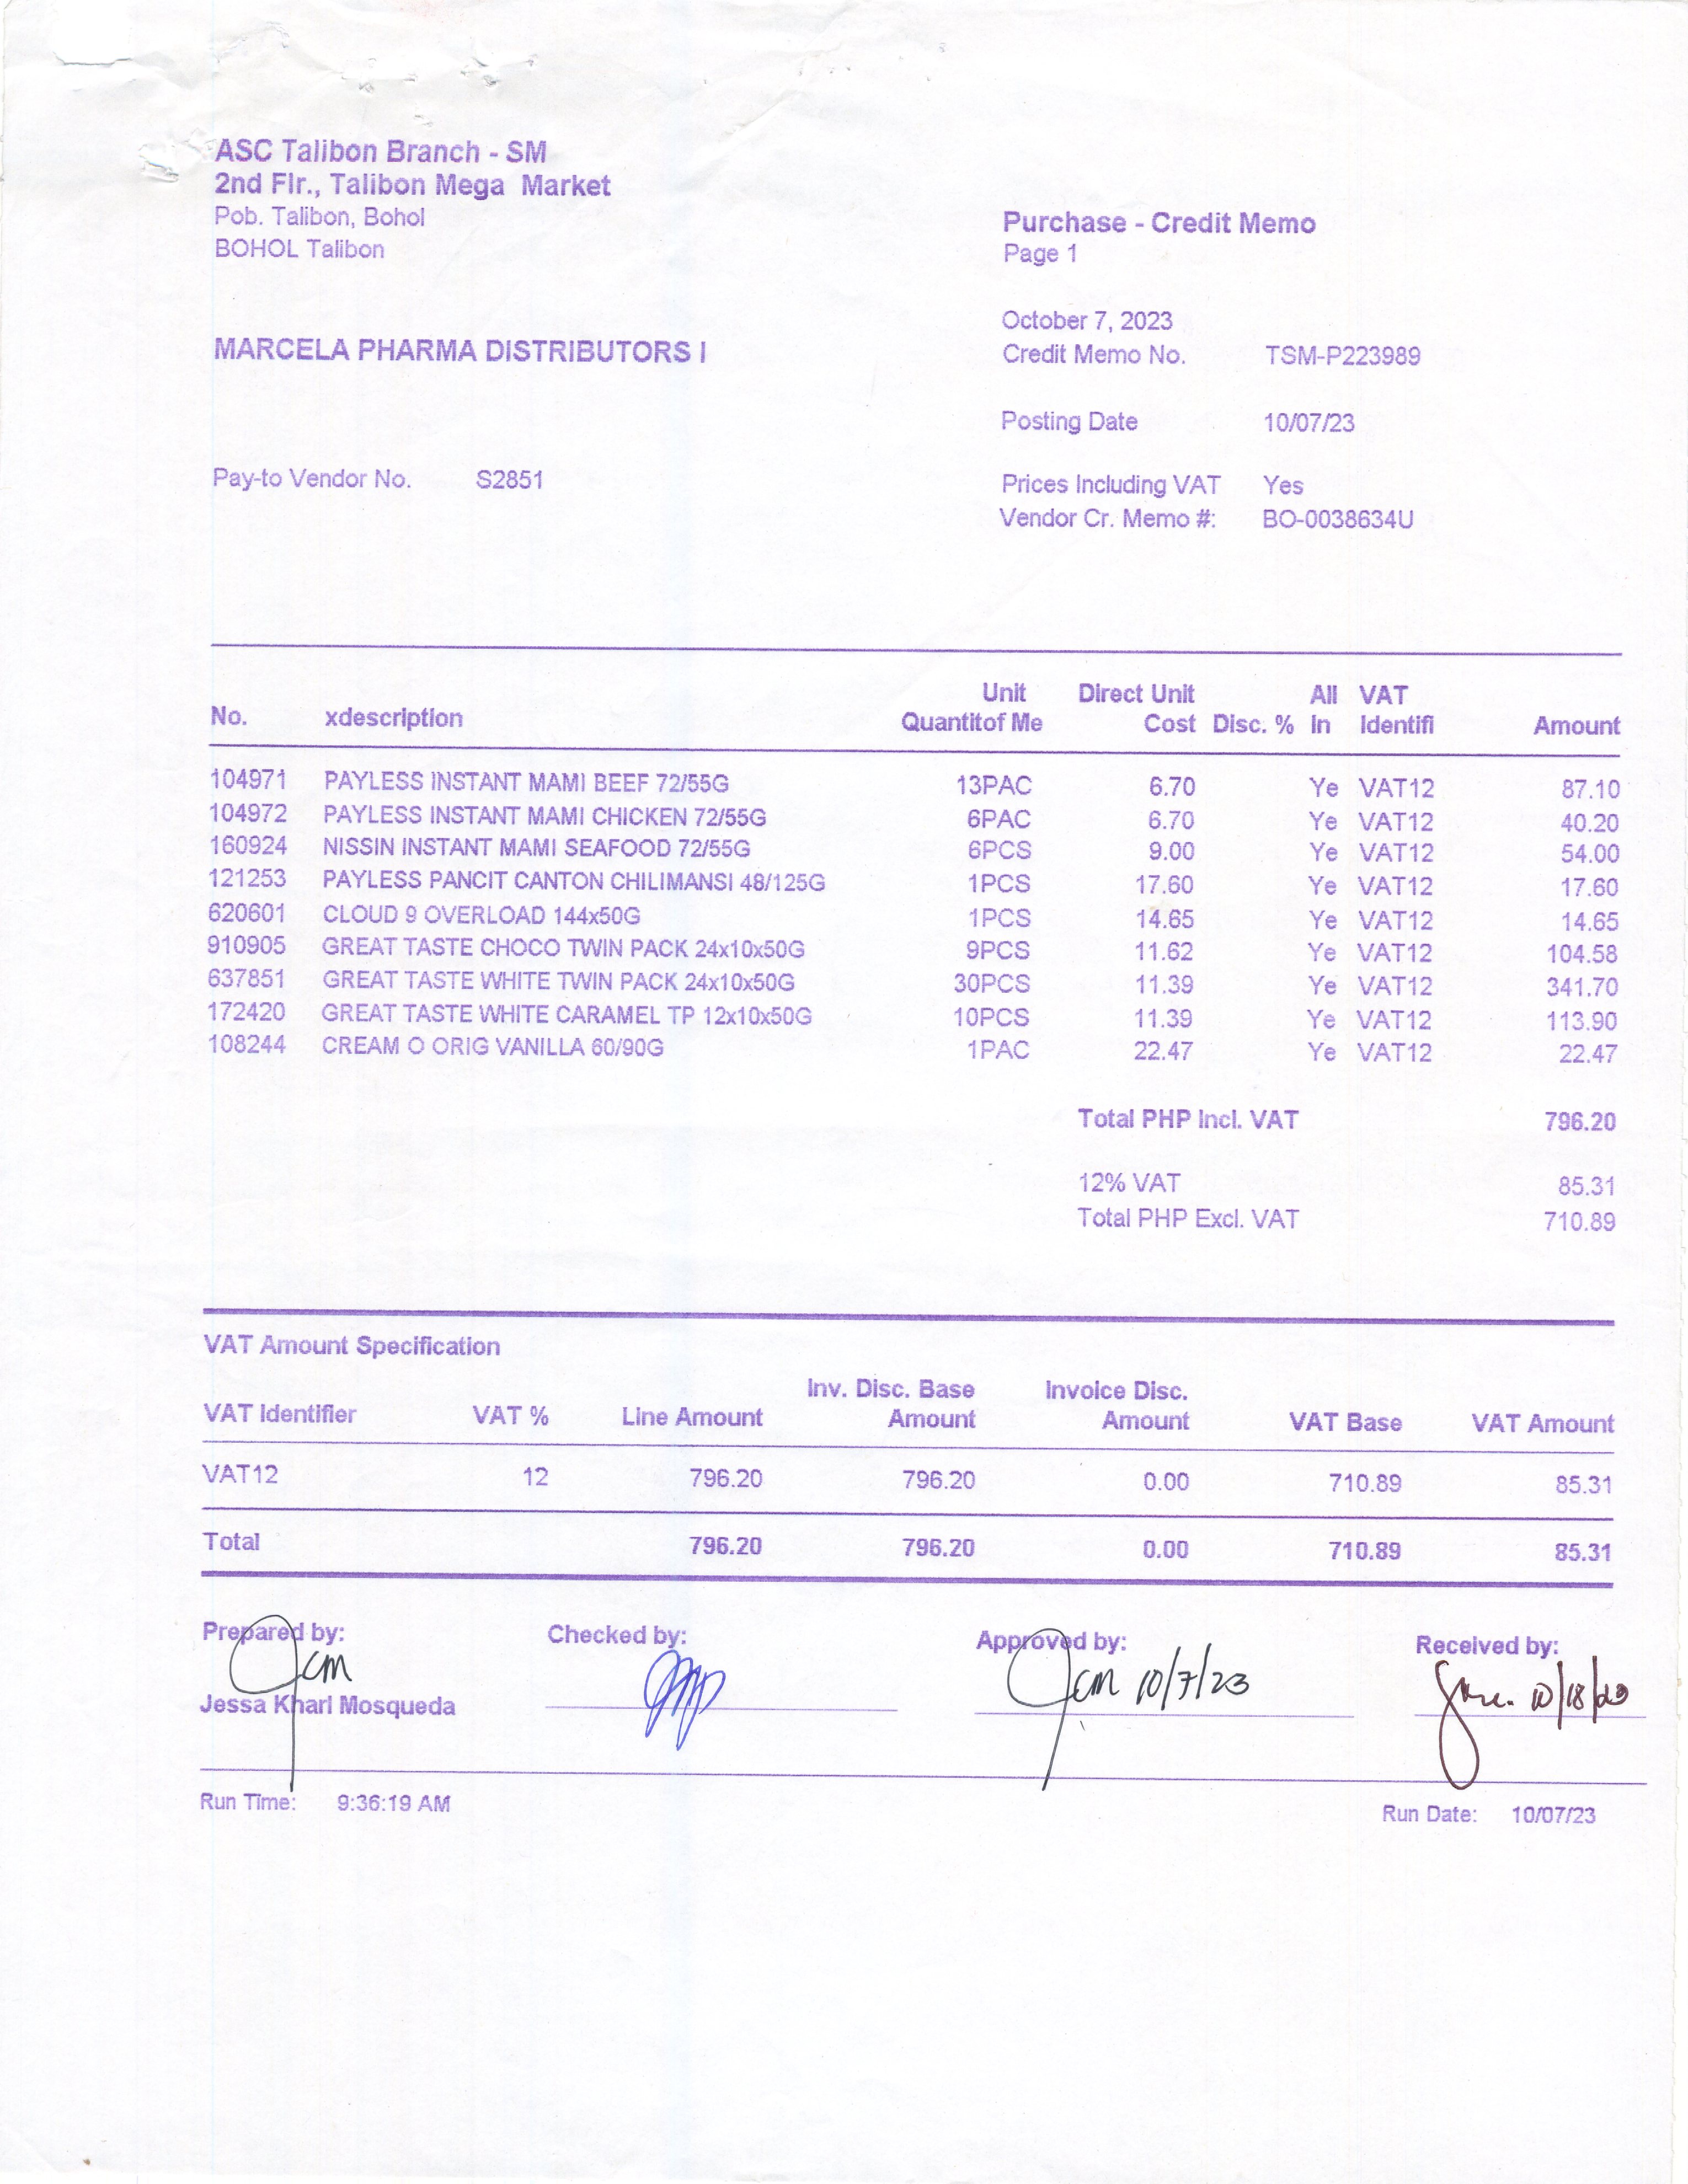 ASC Talibon Branch - SM
2nd Flr., Talibon Mega Market
Pob. Talibon, Bohol
BOHOL Talibon
Purchase - Credit Memo
Page 1
MARCELA PHARMA DISTRIBUTORS I
October 7, 2023
Credit Memo No. TSM-P223989
Posting Date 10/07/23
Pay-to Vendor No. S2851
Prices Including VAT Yes
Vendor Cr. Memo #: BO-0038634U
Unit Direct Unit All VAT
No. xdescription Quantitof Me Cost Disc. % In Identifi Amount
104971 PAYLESS INSTANT MAMI BEEF 72/55G 13PAC 6.70 Ye VAT12 87.10
104972 PAYLESS INSTANT MAMI CHICKEN 72/55G 6PAC 6.70 Ye VAT12 40.20
160924 NISSIN INSTANT MAMI SEAFOOD 72/55G 6PCS 9.00 Ye VAT12 54.00
121253 PAYLESS PANCIT CANTON CHILIMANSI 48/125G 1PCS 17.60 Ye VAT12 17.60
620601 CLOUD 9 OVERLOAD 144x50G 1PCS 14.65 Ye VAT12 14.65
910905 GREAT TASTE CHOCO TWIN PACK 24x10x50G 9PCS 11.62 Ye VAT12 104.58
637851 GREAT TASTE WHITE TWIN PACK 24x10x50G 30PCS 11.39 Ye VAT12 341.70
172420 GREAT TASTE WHITE CARAMEL TP 12x10x50G 10PCS 11.39 Ye VAT12 113.90
108244 CREAM O ORIG VANILLA 60/90G 1PAC 22.47 Ye VAT12 22.47
Total PHP Incl. VAT 796.20
12% VAT 85.31
Total PHP Excl. VAT 710.89
VAT Amount Specification
Inv. Disc. Base Invoice Disc.
VAT Identifier VAT % Line Amount Amount Amount VAT Base VAT Amount
VAT12 12 796.20 796.20 0.00 710.89 85.31
Total 796.20 796.20 0.00 710.89 85.31
Prepared by: Checked by: Approved by: Received by:
Jcm Jcm 10/7/23 10/18/23
Jessa Kharl Mosqueda
Run Time: 9:36:19 AM
Run Date: 10/07/23